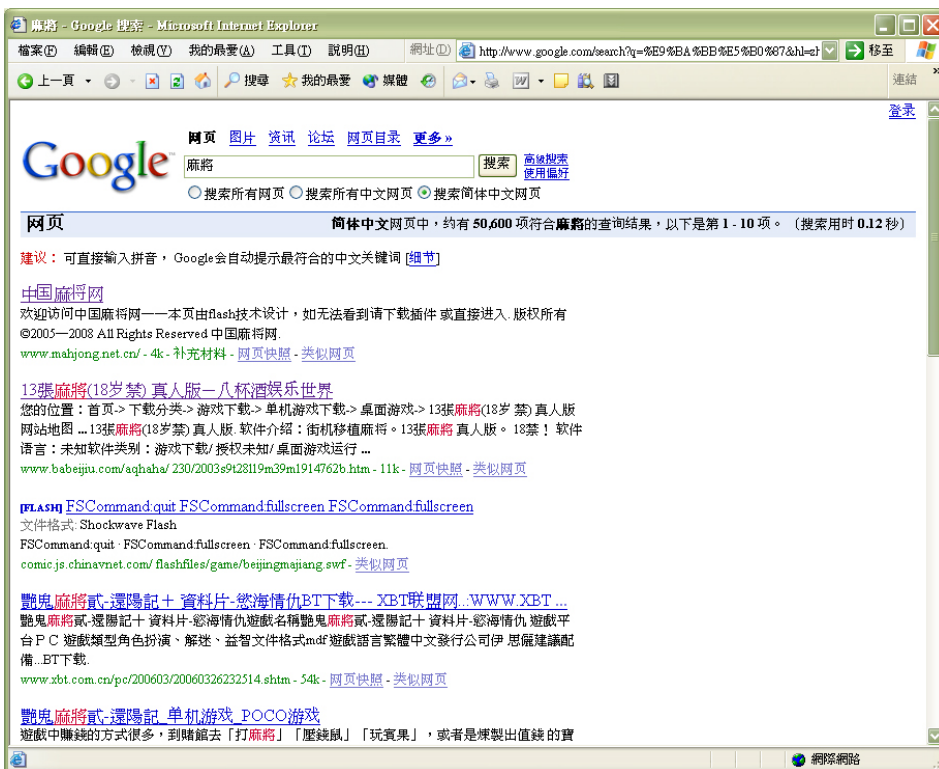 麻將 - Google 搜索 - Microsoft Internet Explorer
檔案(F) 編輯(E) 檢視(V) 我的最愛(A) 工具(T) 說明(H) 網址(D) http://www.google.com/search?q=%E9%BA%BB%E5%B0%87&hl=zh 移至
上一頁 搜尋 我的最愛 媒體 連結
登录
网页 图片 资讯 论坛 网页目录 更多 »
Google™ 麻將 搜索 高级搜索
使用偏好
搜索所有网页 搜索所有中文网页 搜索简体中文网页
网页 简体中文网页中，约有 50,600 项符合麻將的查询结果，以下是第 1 - 10 项。 (搜索用时 0.12 秒)
建议： 可直接输入拼音， Google会自动提示最符合的中文关键词 [细节]
中国麻将网
欢迎访问中国麻将网——本页由flash技术设计，如无法看到请下载插件 或直接进入. 版权所有
©2005—2008 All Rights Reserved 中国麻将网.
www.mahjong.net.cn/ - 4k - 补充材料 - 网页快照 - 类似网页
13張麻將(18岁禁) 真人版－八杯酒娱乐世界
您的位置：首页-> 下载分类-> 游戏下载-> 单机游戏下载-> 桌面游戏-> 13張麻將(18岁 禁) 真人版
网站地图 ... 13張麻將(18岁禁) 真人版. 软件介绍：街机移植麻将。13張麻將 真人版。 18禁！ 软件
语言：未知软件类别：游戏下载/ 授权未知/ 桌面游戏运行 ...
www.babeijiu.com/aqhaha/ 230/2003s9t28l19m39m1914762b.htm - 11k - 网页快照 - 类似网页
[FLASH] FSCommand:quit FSCommand:fullscreen FSCommand:fullscreen
文件格式: Shockwave Flash
FSCommand:quit · FSCommand:fullscreen · FSCommand:fullscreen.
comic.js.chinavnet.com/ flashfiles/game/beijingmajiang.swf - 类似网页
艷鬼麻將貳-還陽記＋ 資料片-慾海情仇BT下载--- XBT联盟网..:WWW.XBT ...
艷鬼麻將貳-還陽記＋ 資料片-慾海情仇遊戲名稱艷鬼麻將貳-還陽記＋ 資料片-慾海情仇 遊戲平
台ＰＣ 遊戲類型角色扮演、解迷、益智文件格式mdf 遊戲語言繁體中文發行公司伊 思儷建議配
備...BT下载.
www.xbt.com.cn/pc/200603/20060326232514.shtm - 54k - 网页快照 - 类似网页
艷鬼麻將貳-還陽記_单机游戏_POCO游戏
遊戲中賺錢的方式很多，到賭館去「打麻將」「壓錢鼠」「玩賓果」，或者是煉製出值錢 的寶
網際網路